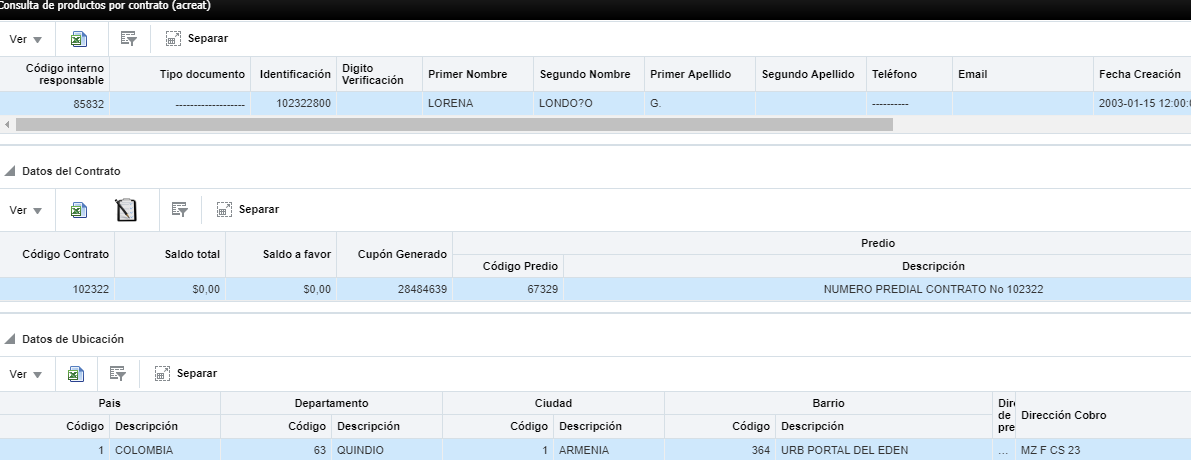 Consulta de productos por contrato (acreat)
Ver Separar
Código interno responsable Tipo documento Identificación Digito Verificación Primer Nombre Segundo Nombre Primer Apellido Segundo Apellido Teléfono Email Fecha Creación
85832 ------------------- 102322800 LORENA LONDO?O G. ---------- 2003-01-15 12:00:
Datos del Contrato
Ver Separar
Código Contrato Saldo total Saldo a favor Cupón Generado Predio
Código Predio Descripción
102322 $0,00 $0,00 28484639 67329 NUMERO PREDIAL CONTRATO No 102322
Datos de Ubicación
Ver Separar
Pais Departamento Ciudad Barrio Dire de pre Dirección Cobro
Código Descripción Código Descripción Código Descripción Código Descripción
1 COLOMBIA 63 QUINDIO 1 ARMENIA 364 URB PORTAL DEL EDEN ... MZ F CS 23